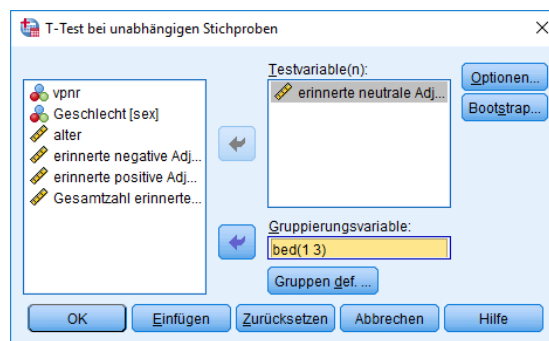 T-Test bei unabhängigen Stichproben
vpnr
Geschlecht [sex]
alter
erinnerte negative Adj...
erinnerte positive Adj...
Gesamtzahl erinnerte...
Testvariable(n):
erinnerte neutrale Adj...
Gruppierungsvariable:
bed(1 3)
Gruppen def. ...
Optionen...
Bootstrap...
OK
Einfügen
Zurücksetzen
Abbrechen
Hilfe